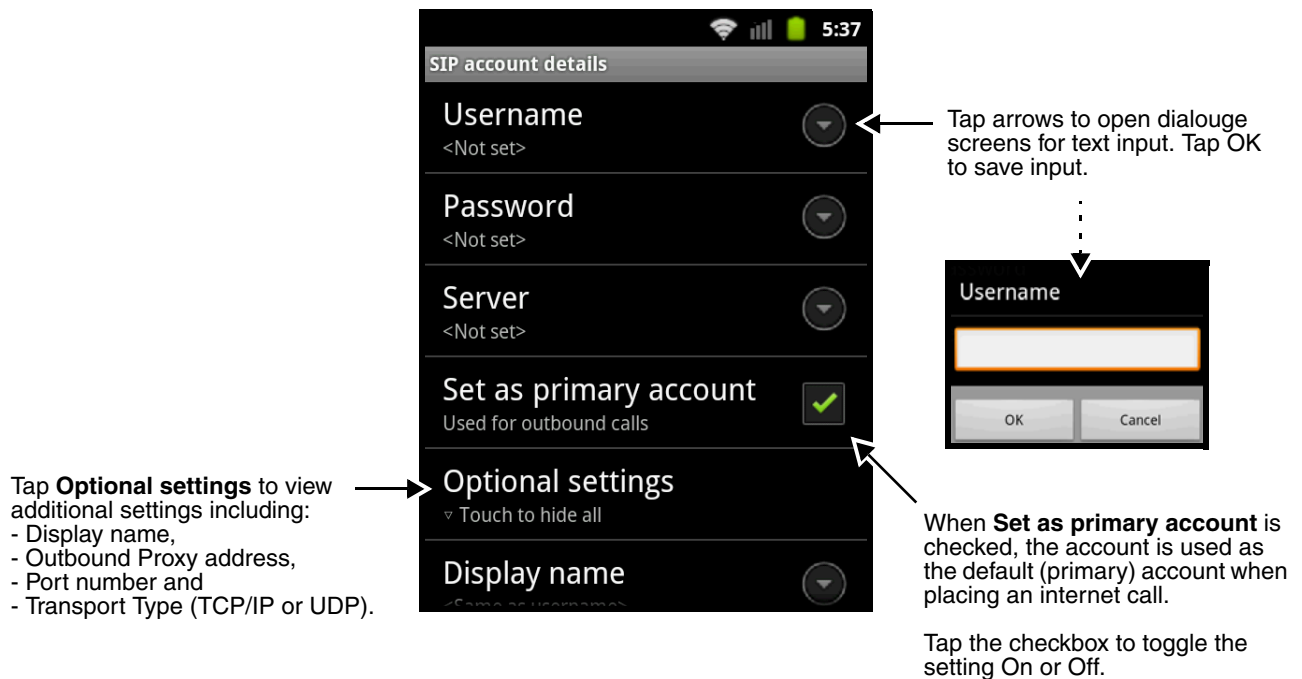 5:37
SIP account details
Username
<Not set>
Password
<Not set>
Server
<Not set>
Set as primary account
Used for outbound calls
Optional settings
▿ Touch to hide all
Display name
<Same as username>
Tap arrows to open dialouge
screens for text input. Tap OK
to save input.
Username
OK Cancel
Tap Optional settings to view
additional settings including:
- Display name,
- Outbound Proxy address,
- Port number and
- Transport Type (TCP/IP or UDP).
When Set as primary account is
checked, the account is used as
the default (primary) account when
placing an internet call.
Tap the checkbox to toggle the
setting On or Off.